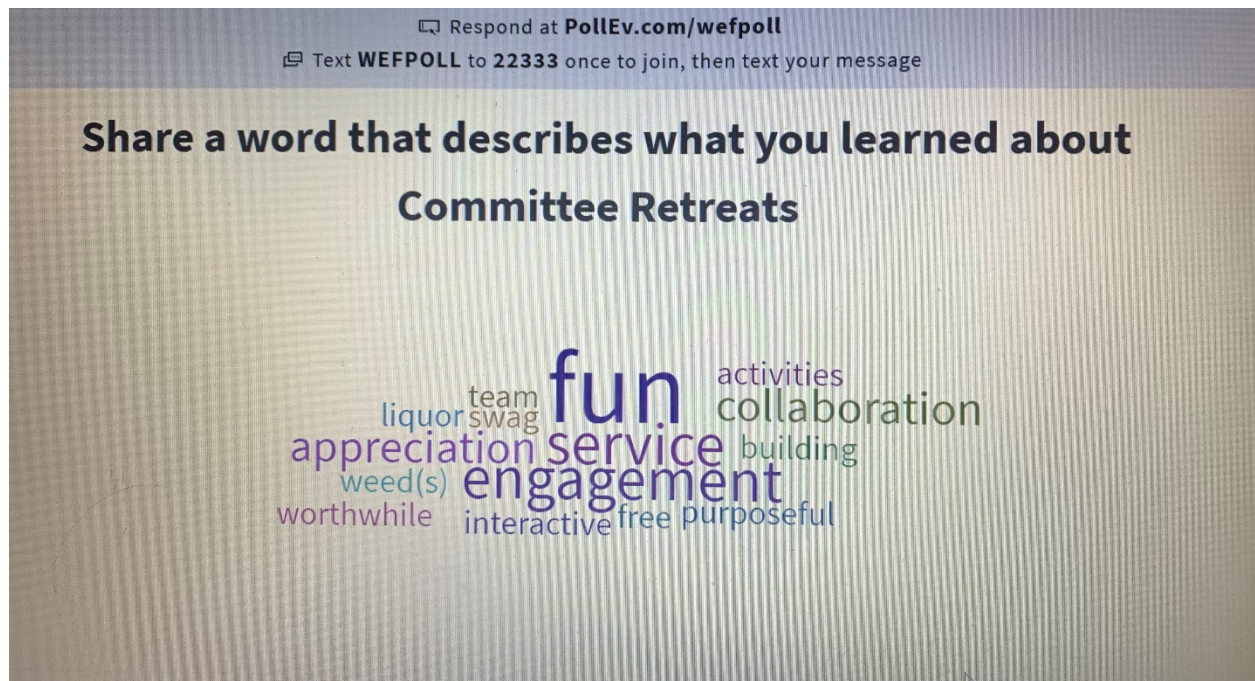 Respond at PollEv.com/wefpoll
Text WEFPOLL to 22333 once to join, then text your message
Share a word that describes what you learned about
Committee Retreats
fun
activities
team
liquor swag
collaboration
appreciation service building
weed(s) engagement
worthwhile interactive free purposeful